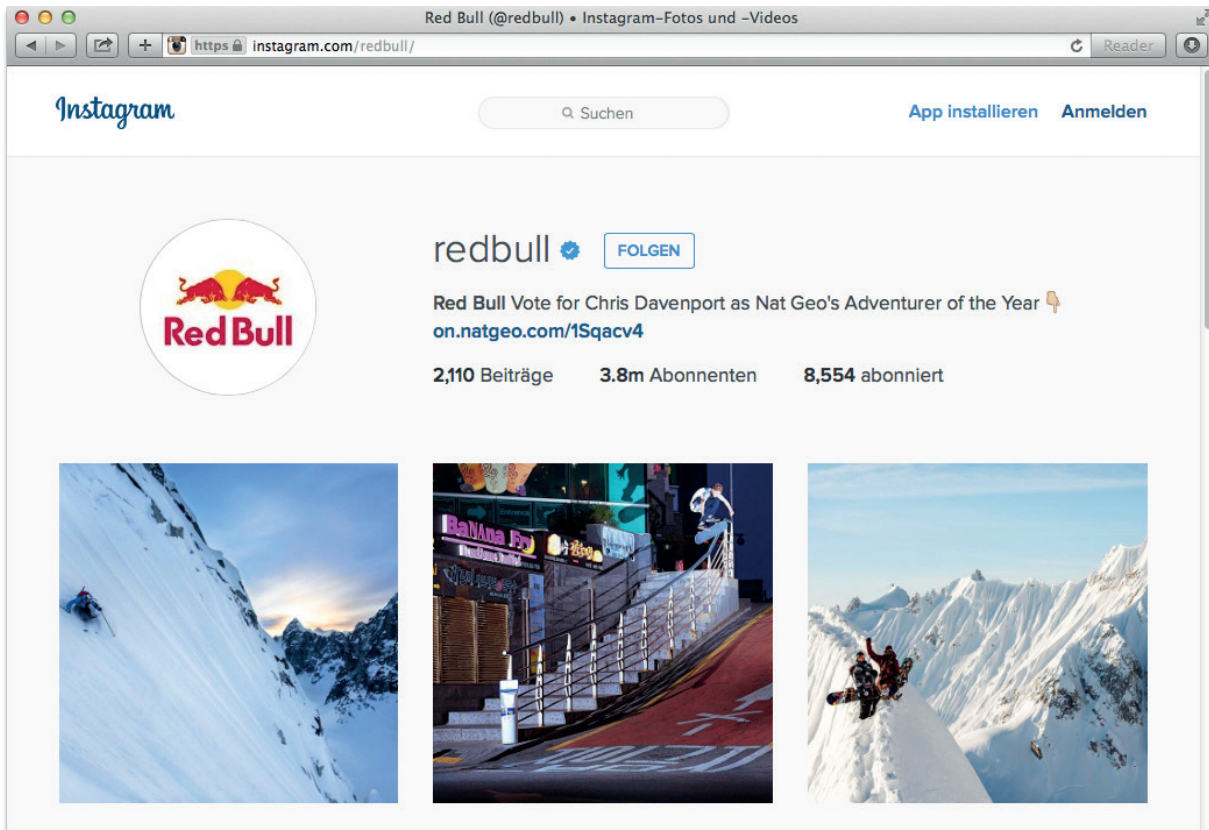 Red Bull (@redbull) • Instagram-Fotos und -Videos
https instagram.com/redbull/
Reader
Instagram
Suchen
App installieren Anmelden
redbull FOLGEN
Red Bull
Red Bull Vote for Chris Davenport as Nat Geo's Adventurer of the Year 👇🏼
on.natgeo.com/1Sqacv4
2,110 Beiträge 3.8m Abonnenten 8,554 abonniert
BaNAna Fry